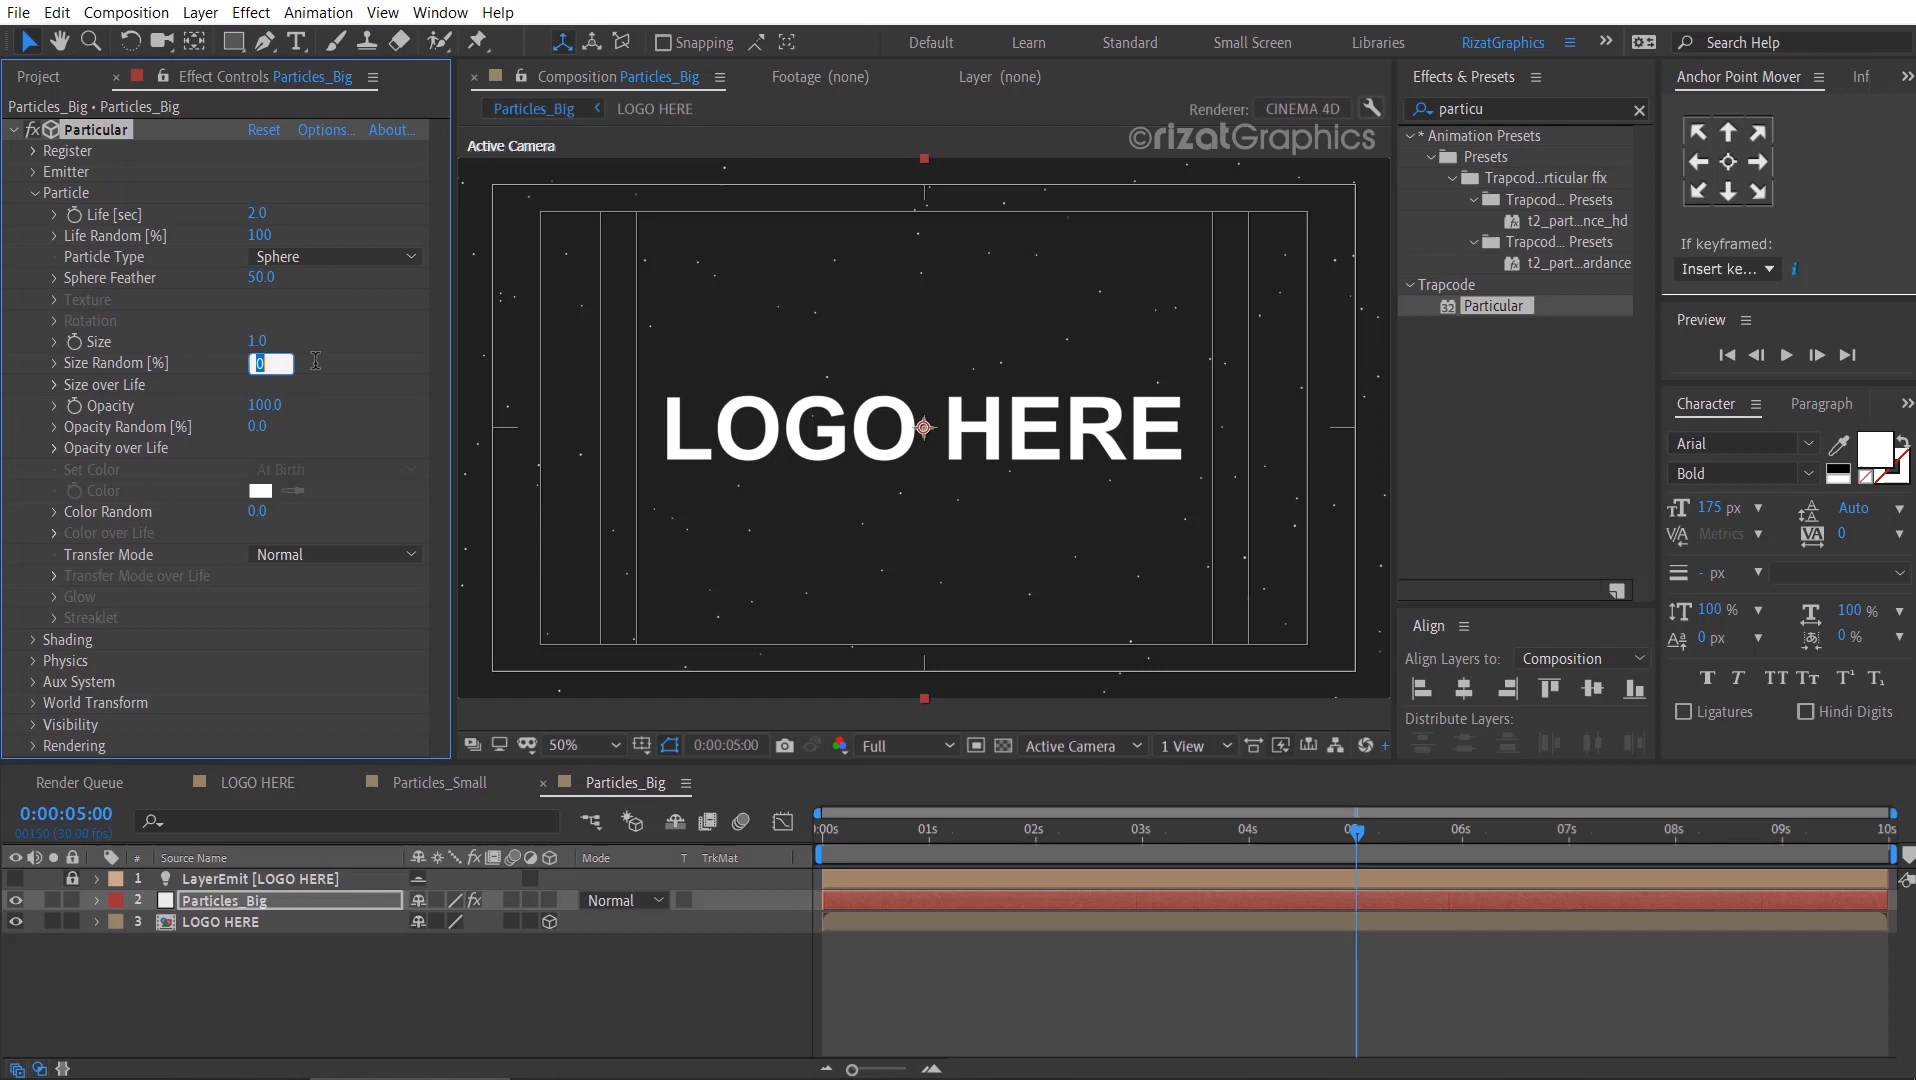 File Edit Composition Layer Effect Animation View Window Help
Snapping Default Learn Standard Small Screen Libraries RizatGraphics Search Help
Project Effect Controls Particles_Big Composition Particles_Big Footage (none) Layer (none) Effects & Presets Anchor Point Mover Inf
Particles_Big • Particles_Big
Particles_Big LOGO HERE Renderer: CINEMA 4D
particu
fx Particular Reset Options... About...
©rizatGraphics
Active Camera
Register
Emitter
Particle
Life [sec] 2.0
Life Random [%] 100
Particle Type Sphere
Sphere Feather 50.0
Texture
Rotation
Size 1.0
Size Random [%] 0
Size over Life
Opacity 100.0
Opacity Random [%] 0.0
Opacity over Life
Set Color At Birth
Color
Color Random 0.0
Color over Life
Transfer Mode Normal
Transfer Mode over Life
Glow
Streaklet
Shading
Physics
Aux System
World Transform
Visibility
Rendering
LOGO HERE
50% 0:00:05:00 Full Active Camera 1 View
* Animation Presets
Presets
Trapcod...rticular ffx
Trapcod... Presets
t2_part...nce_hd
Trapcod... Presets
t2_part...ardance
Trapcode
32 Particular
If keyframed:
Insert ke...
Preview
Character Paragraph
Arial
Bold
175 px Auto
Metrics 0
- px
100 % 100 %
0 px 0 %
T T TT Tт T¹ T₁
Ligatures Hindi Digits
Align
Align Layers to: Composition
Distribute Layers:
Render Queue LOGO HERE Particles_Small Particles_Big
0:00:05:00
00150 (30.00 fps)
:00s 01s 02s 03s 04s 06s 07s 08s 09s 10s
# Source Name Mode T TrkMat
1 LayerEmit [LOGO HERE]
2 Particles_Big fx Normal
3 LOGO HERE